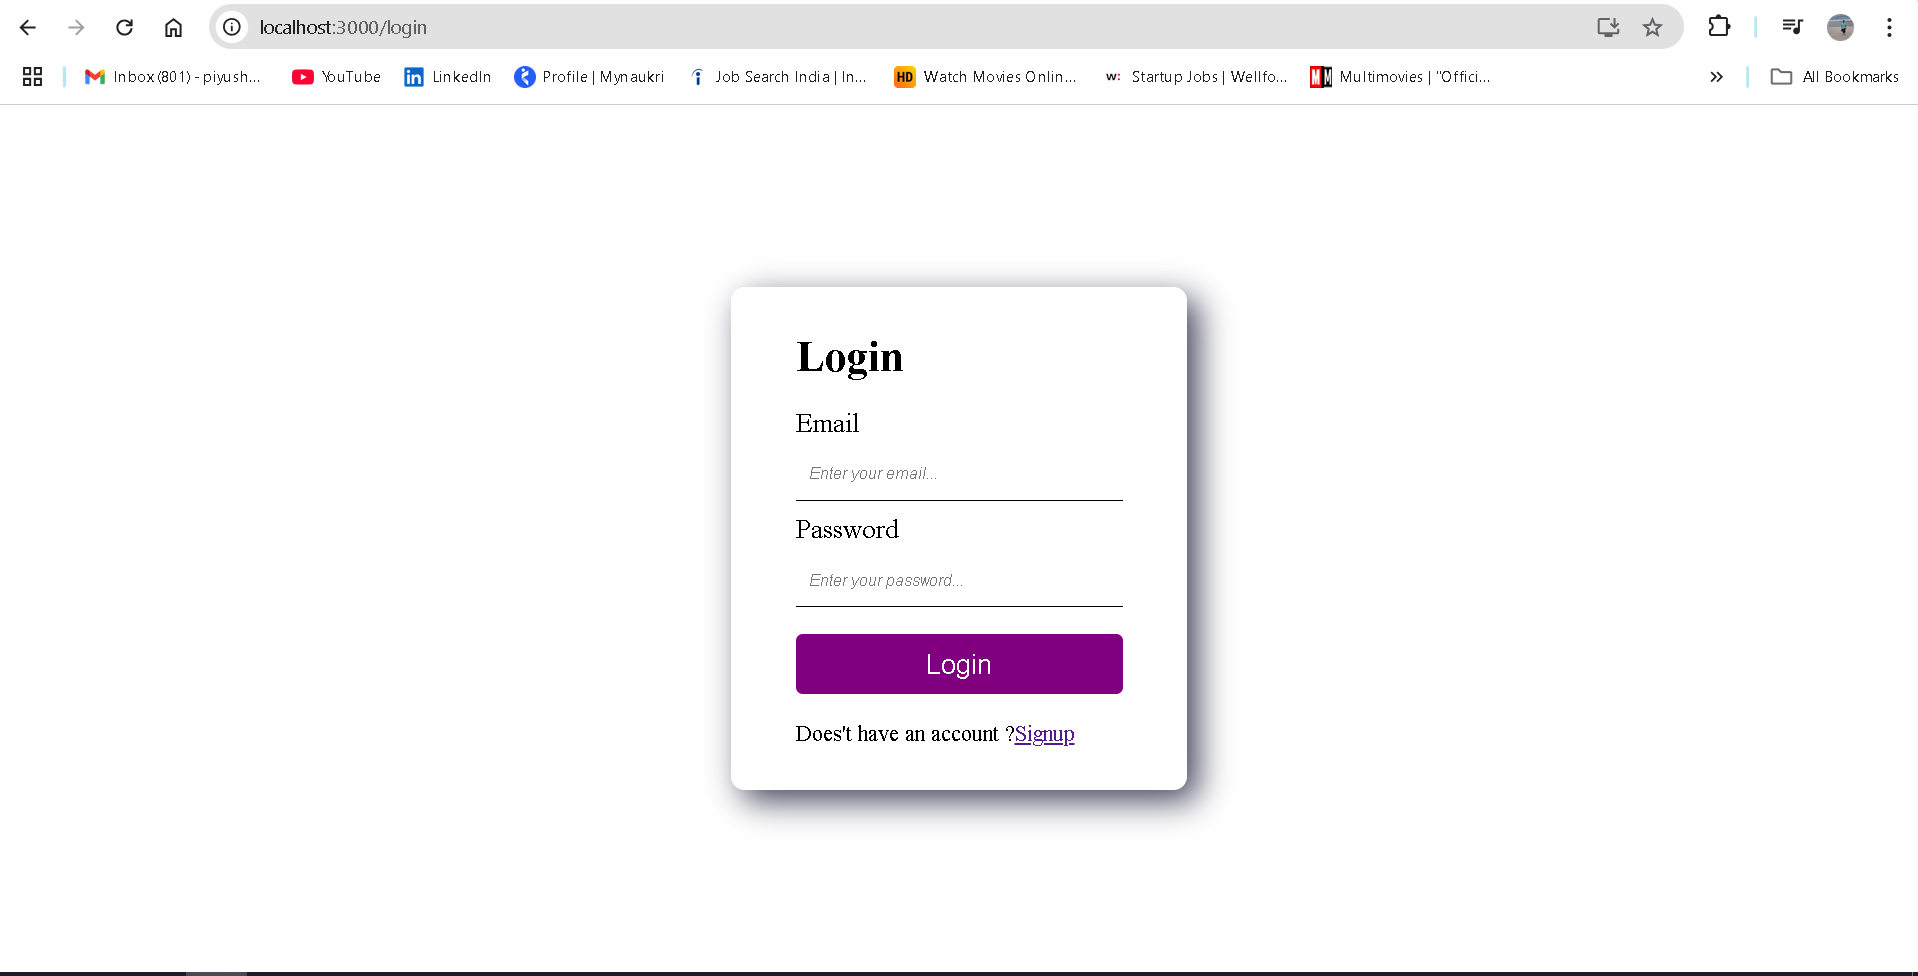 localhost:3000/login
Inbox (801) - piyush... YouTube LinkedIn Profile | Mynaukri Job Search India | In... HD Watch Movies Onlin... w: Startup Jobs | Wellfo... MM Multimovies | "Offici... All Bookmarks
Login
Email
Enter your email...
Password
Enter your password...
Login
Does't have an account ?Signup